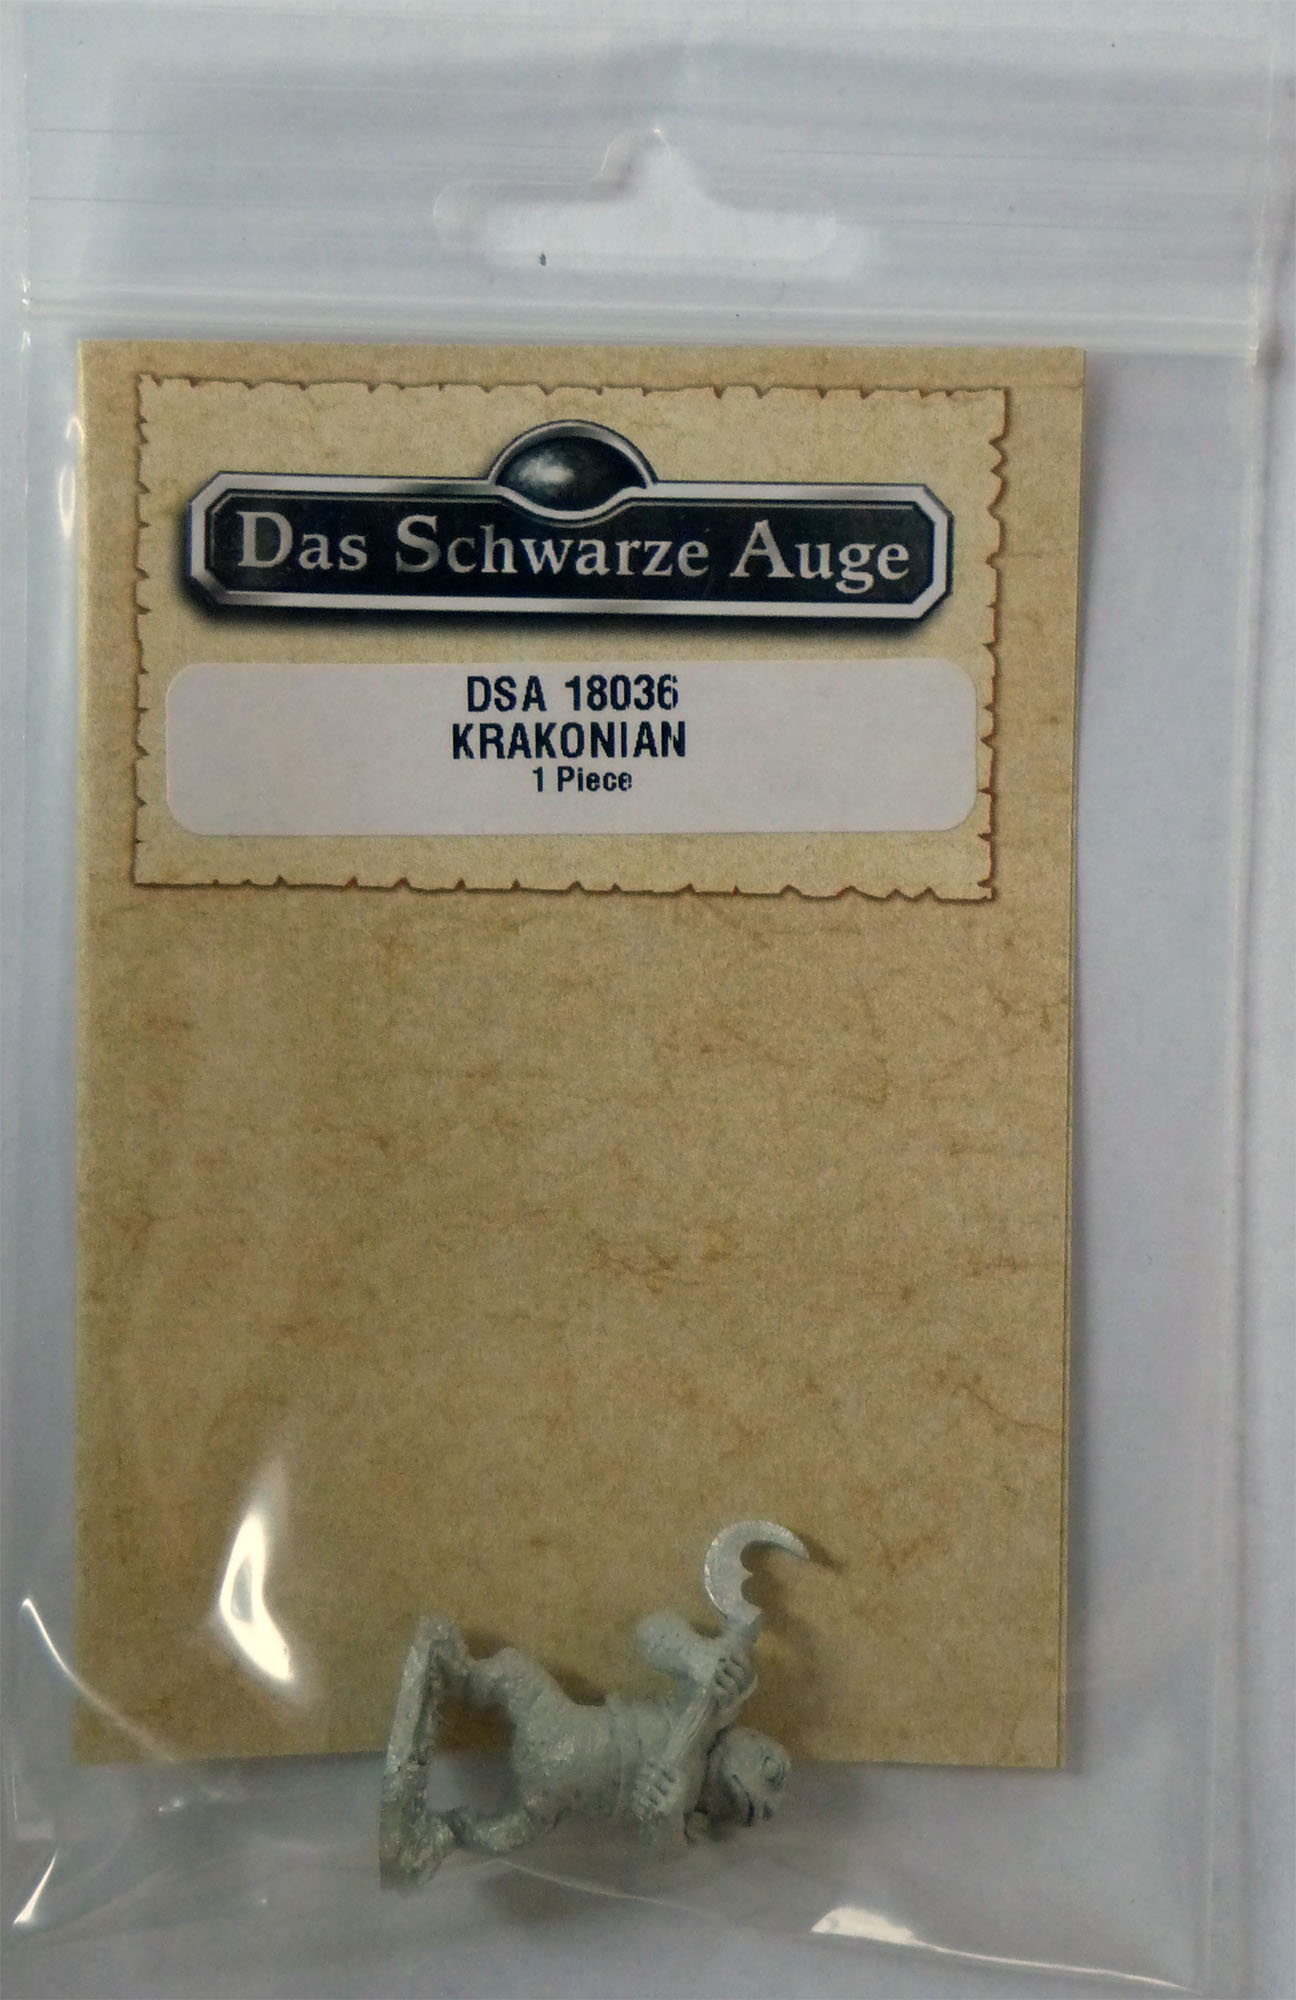 Das Schwarze Auge
DSA 18036
KRAKONIAN
1 Piece